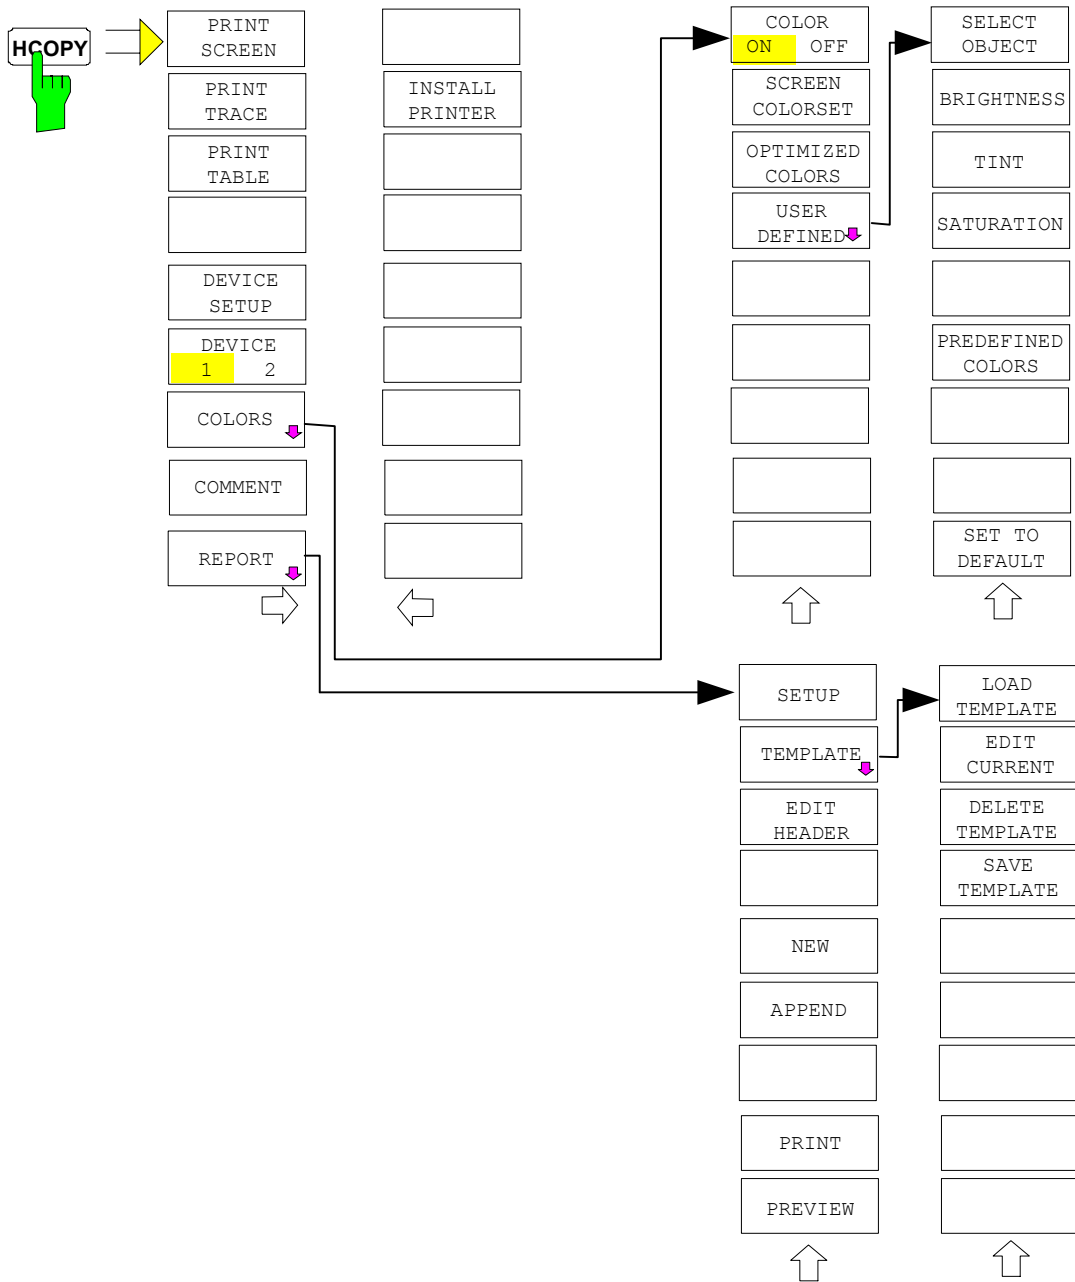 HCOPY
PRINT
SCREEN
PRINT
TRACE
PRINT
TABLE
DEVICE
SETUP
DEVICE
1 2
COLORS
COMMENT
REPORT
INSTALL
PRINTER
COLOR
ON OFF
SCREEN
COLORSET
OPTIMIZED
COLORS
USER
DEFINED
SELECT
OBJECT
BRIGHTNESS
TINT
SATURATION
PREDEFINED
COLORS
SET TO
DEFAULT
SETUP
TEMPLATE
EDIT
HEADER
NEW
APPEND
PRINT
PREVIEW
LOAD
TEMPLATE
EDIT
CURRENT
DELETE
TEMPLATE
SAVE
TEMPLATE